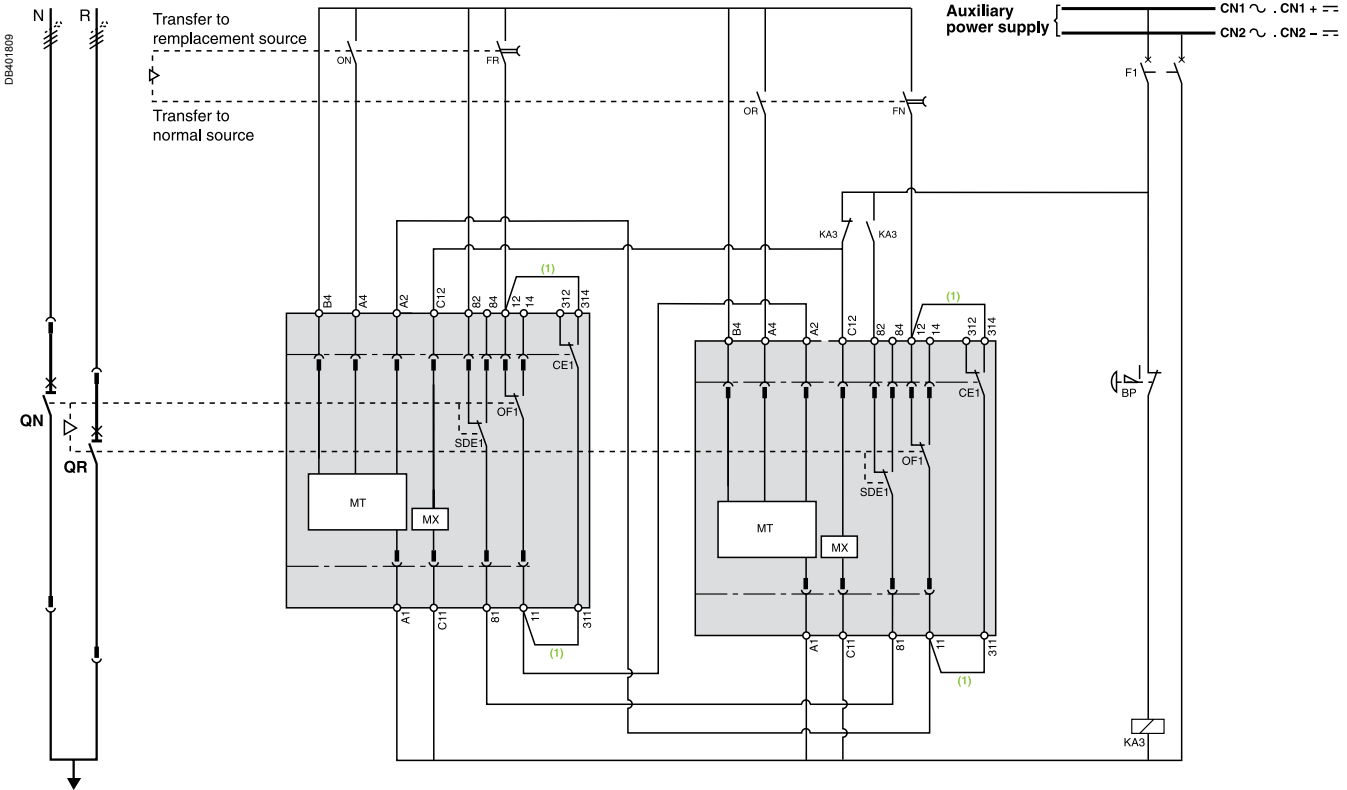 DB401809
N
R
Transfer to
remplacement source
Transfer to
normal source
ON
FR
OR
FN
Auxiliary
power supply
CN1 ∿ . CN1 + ⎓
CN2 ∿ . CN2 – ⎓
F1
KA3
KA3
(1)
B4
A4
A2
C12
82
84
12
14
312
314
(1)
B4
A4
A2
C12
82
84
12
14
312
314
CE1
OF1
SDE1
MT
MX
CE1
OF1
SDE1
MT
MX
BP
QN
QR
A1
C11
81
11
311
(1)
A1
C11
81
11
311
(1)
KA3